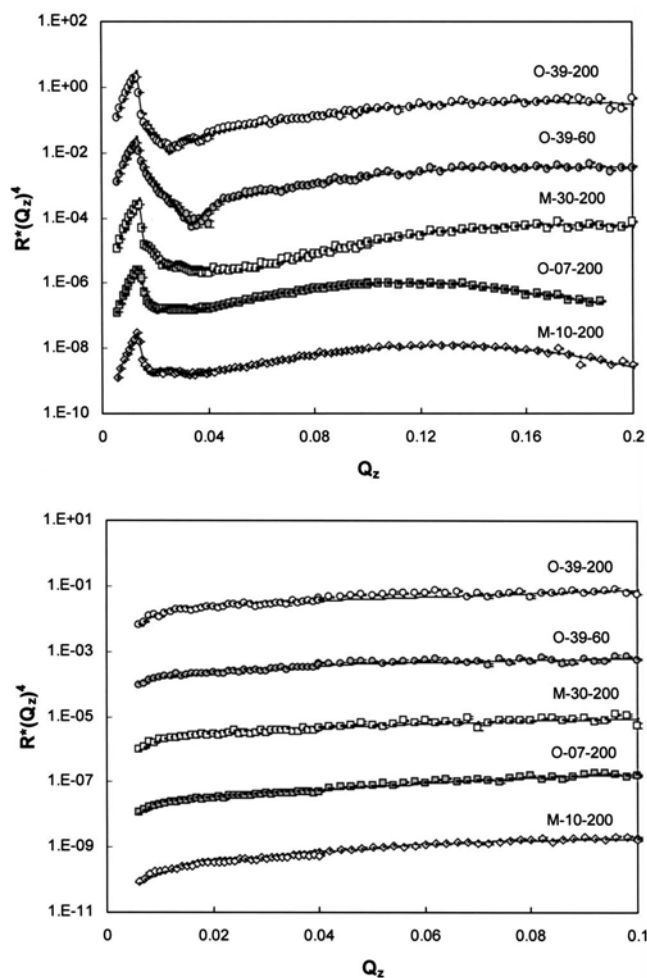 1.E+02
1.E+00
1.E-02
1.E-04
1.E-06
1.E-08
1.E-10
R*(Qz)4
O-39-200
O-39-60
M-30-200
O-07-200
M-10-200
0
0.04
0.08
0.12
0.16
0.2
Qz
1.E+01
1.E-01
1.E-03
1.E-05
1.E-07
1.E-09
1.E-11
R*(Qz)4
O-39-200
O-39-60
M-30-200
O-07-200
M-10-200
0
0.02
0.04
0.06
0.08
0.1
Qz